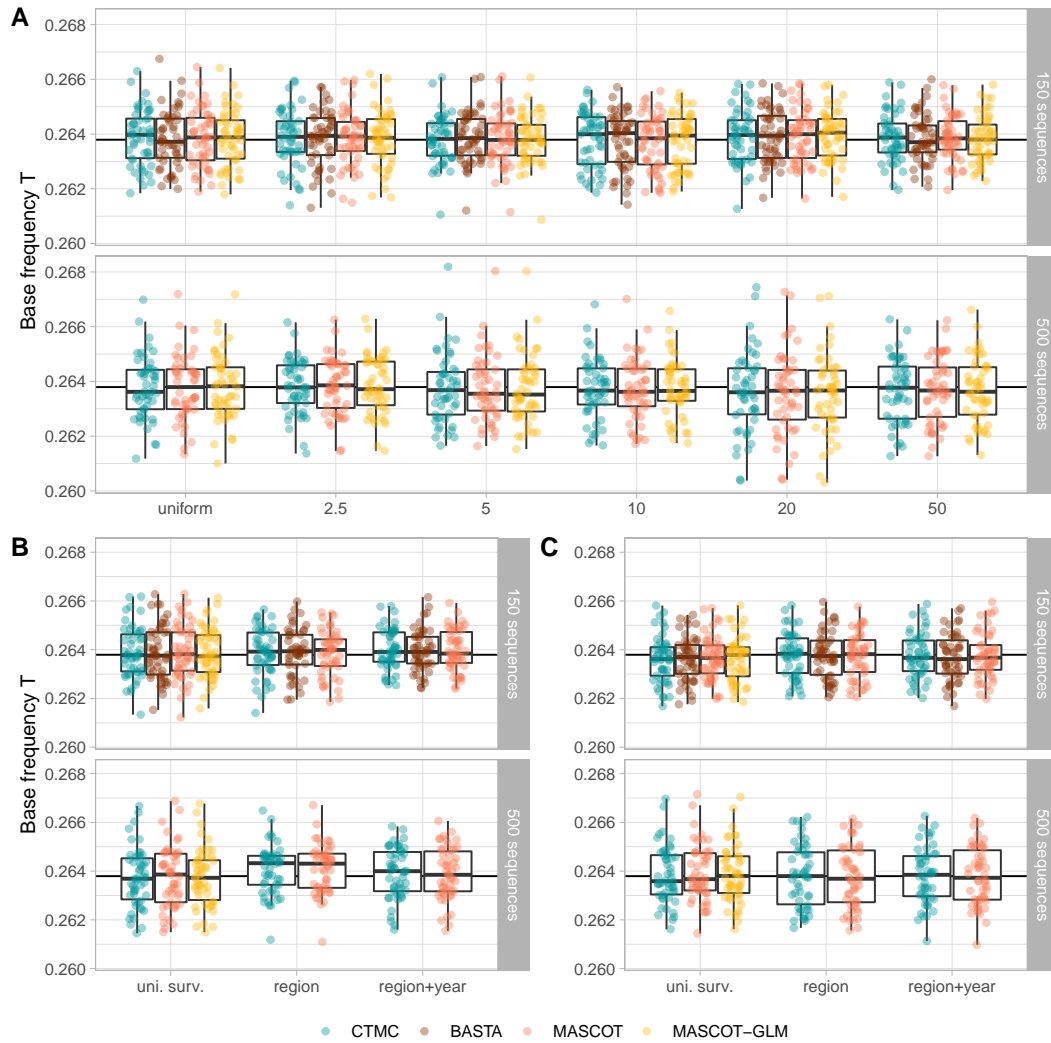 A
Base frequency T
0.268
0.266
0.264
0.262
0.260
150 sequences
0.268
0.266
0.264
0.262
0.260
500 sequences
uniform 2.5 5 10 20 50
B
Base frequency T
0.268
0.266
0.264
0.262
0.260
150 sequences
0.268
0.266
0.264
0.262
0.260
500 sequences
uni. surv. region region+year
C
0.268
0.266
0.264
0.262
0.260
150 sequences
0.268
0.266
0.264
0.262
0.260
500 sequences
uni. surv. region region+year
CTMC BASTA MASCOT MASCOT−GLM